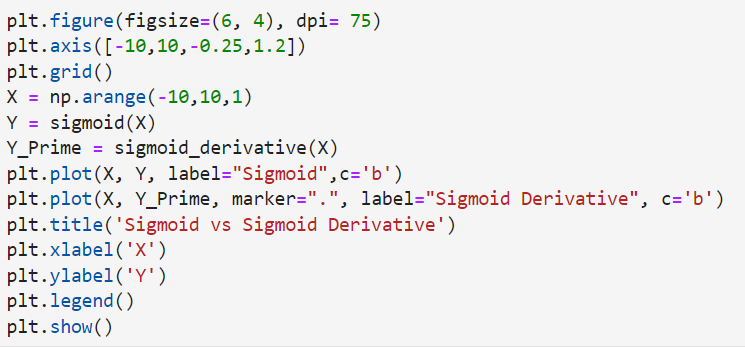 plt.figure(figsize=(6, 4), dpi= 75)
plt.axis([-10,10,-0.25,1.2])
plt.grid()
X = np.arange(-10,10,1)
Y = sigmoid(X)
Y_Prime = sigmoid_derivative(X)
plt.plot(X, Y, label="Sigmoid",c='b')
plt.plot(X, Y_Prime, marker=".", label="Sigmoid Derivative", c='b')
plt.title('Sigmoid vs Sigmoid Derivative')
plt.xlabel('X')
plt.ylabel('Y')
plt.legend()
plt.show()